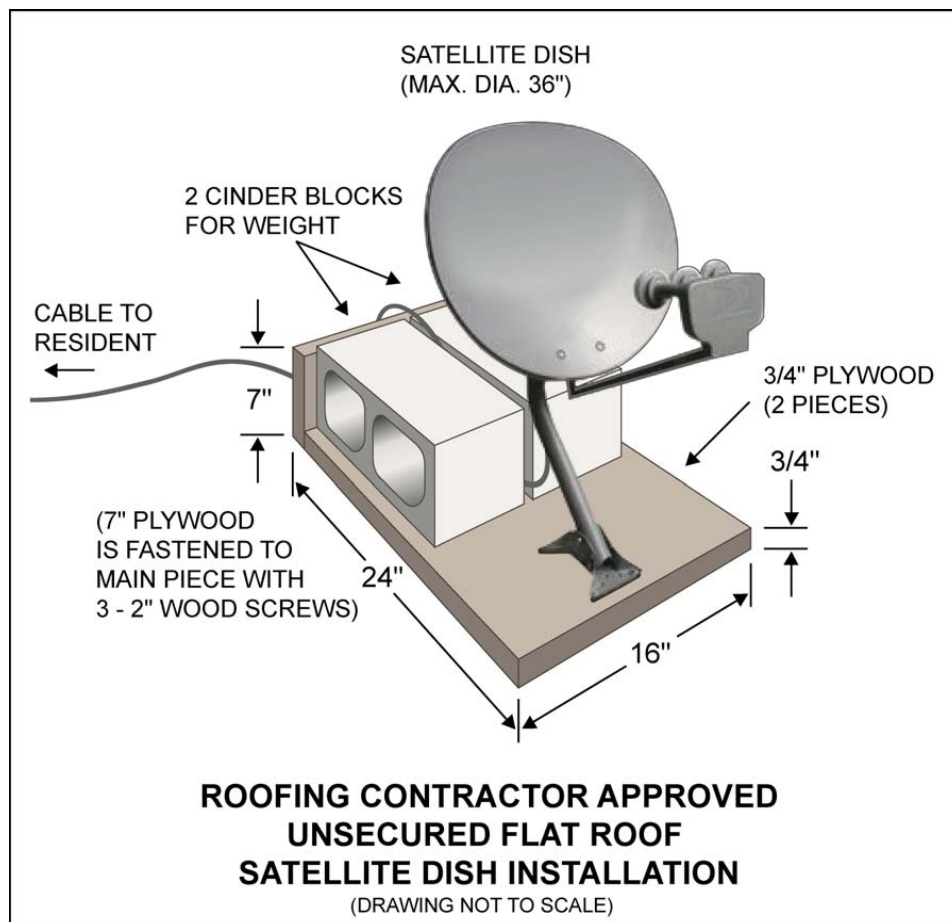 SATELLITE DISH
(MAX. DIA. 36")
2 CINDER BLOCKS
FOR WEIGHT
CABLE TO
RESIDENT
7"
3/4" PLYWOOD
(2 PIECES)
3/4"
(7" PLYWOOD
IS FASTENED TO
MAIN PIECE WITH
3 - 2" WOOD SCREWS)
24"
16"
ROOFING CONTRACTOR APPROVED
UNSECURED FLAT ROOF
SATELLITE DISH INSTALLATION
(DRAWING NOT TO SCALE)